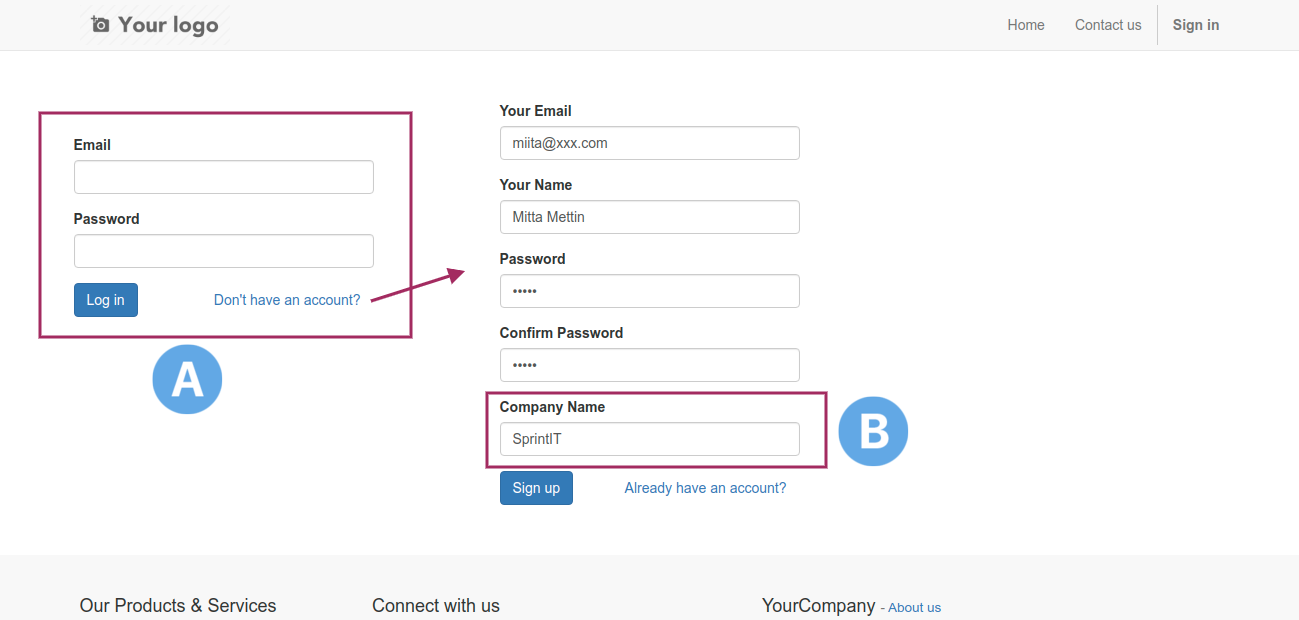 Your logo
Home Contact us Sign in
Email
Password
Log in Don't have an account?
A
Your Email
miita@xxx.com
Your Name
Mitta Mettin
Password
•••••
Confirm Password
•••••
Company Name
SprintIT
B
Sign up Already have an account?
Our Products & Services Connect with us YourCompany - About us